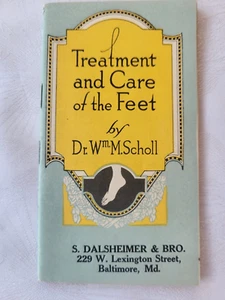 Treatment
and Care
of the Feet
by
Dr. Wm. M. Scholl
S. DALSHEIMER & BRO.
229 W. Lexington Street,
Baltimore, Md.